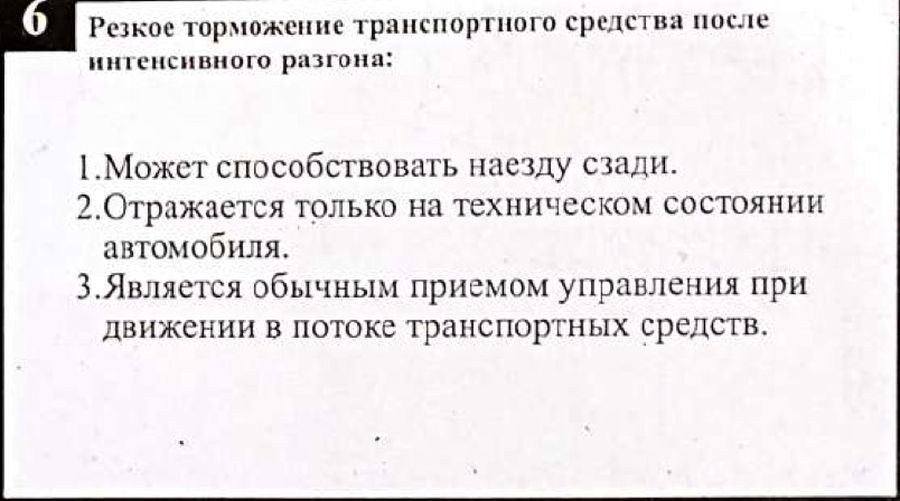 6
Резкое торможение транспортного средства после
интенсивного разгона:
1.Может способствовать наезду сзади.
2.Отражается только на техническом состоянии
автомобиля.
3.Является обычным приемом управления при
движении в потоке транспортных средств.